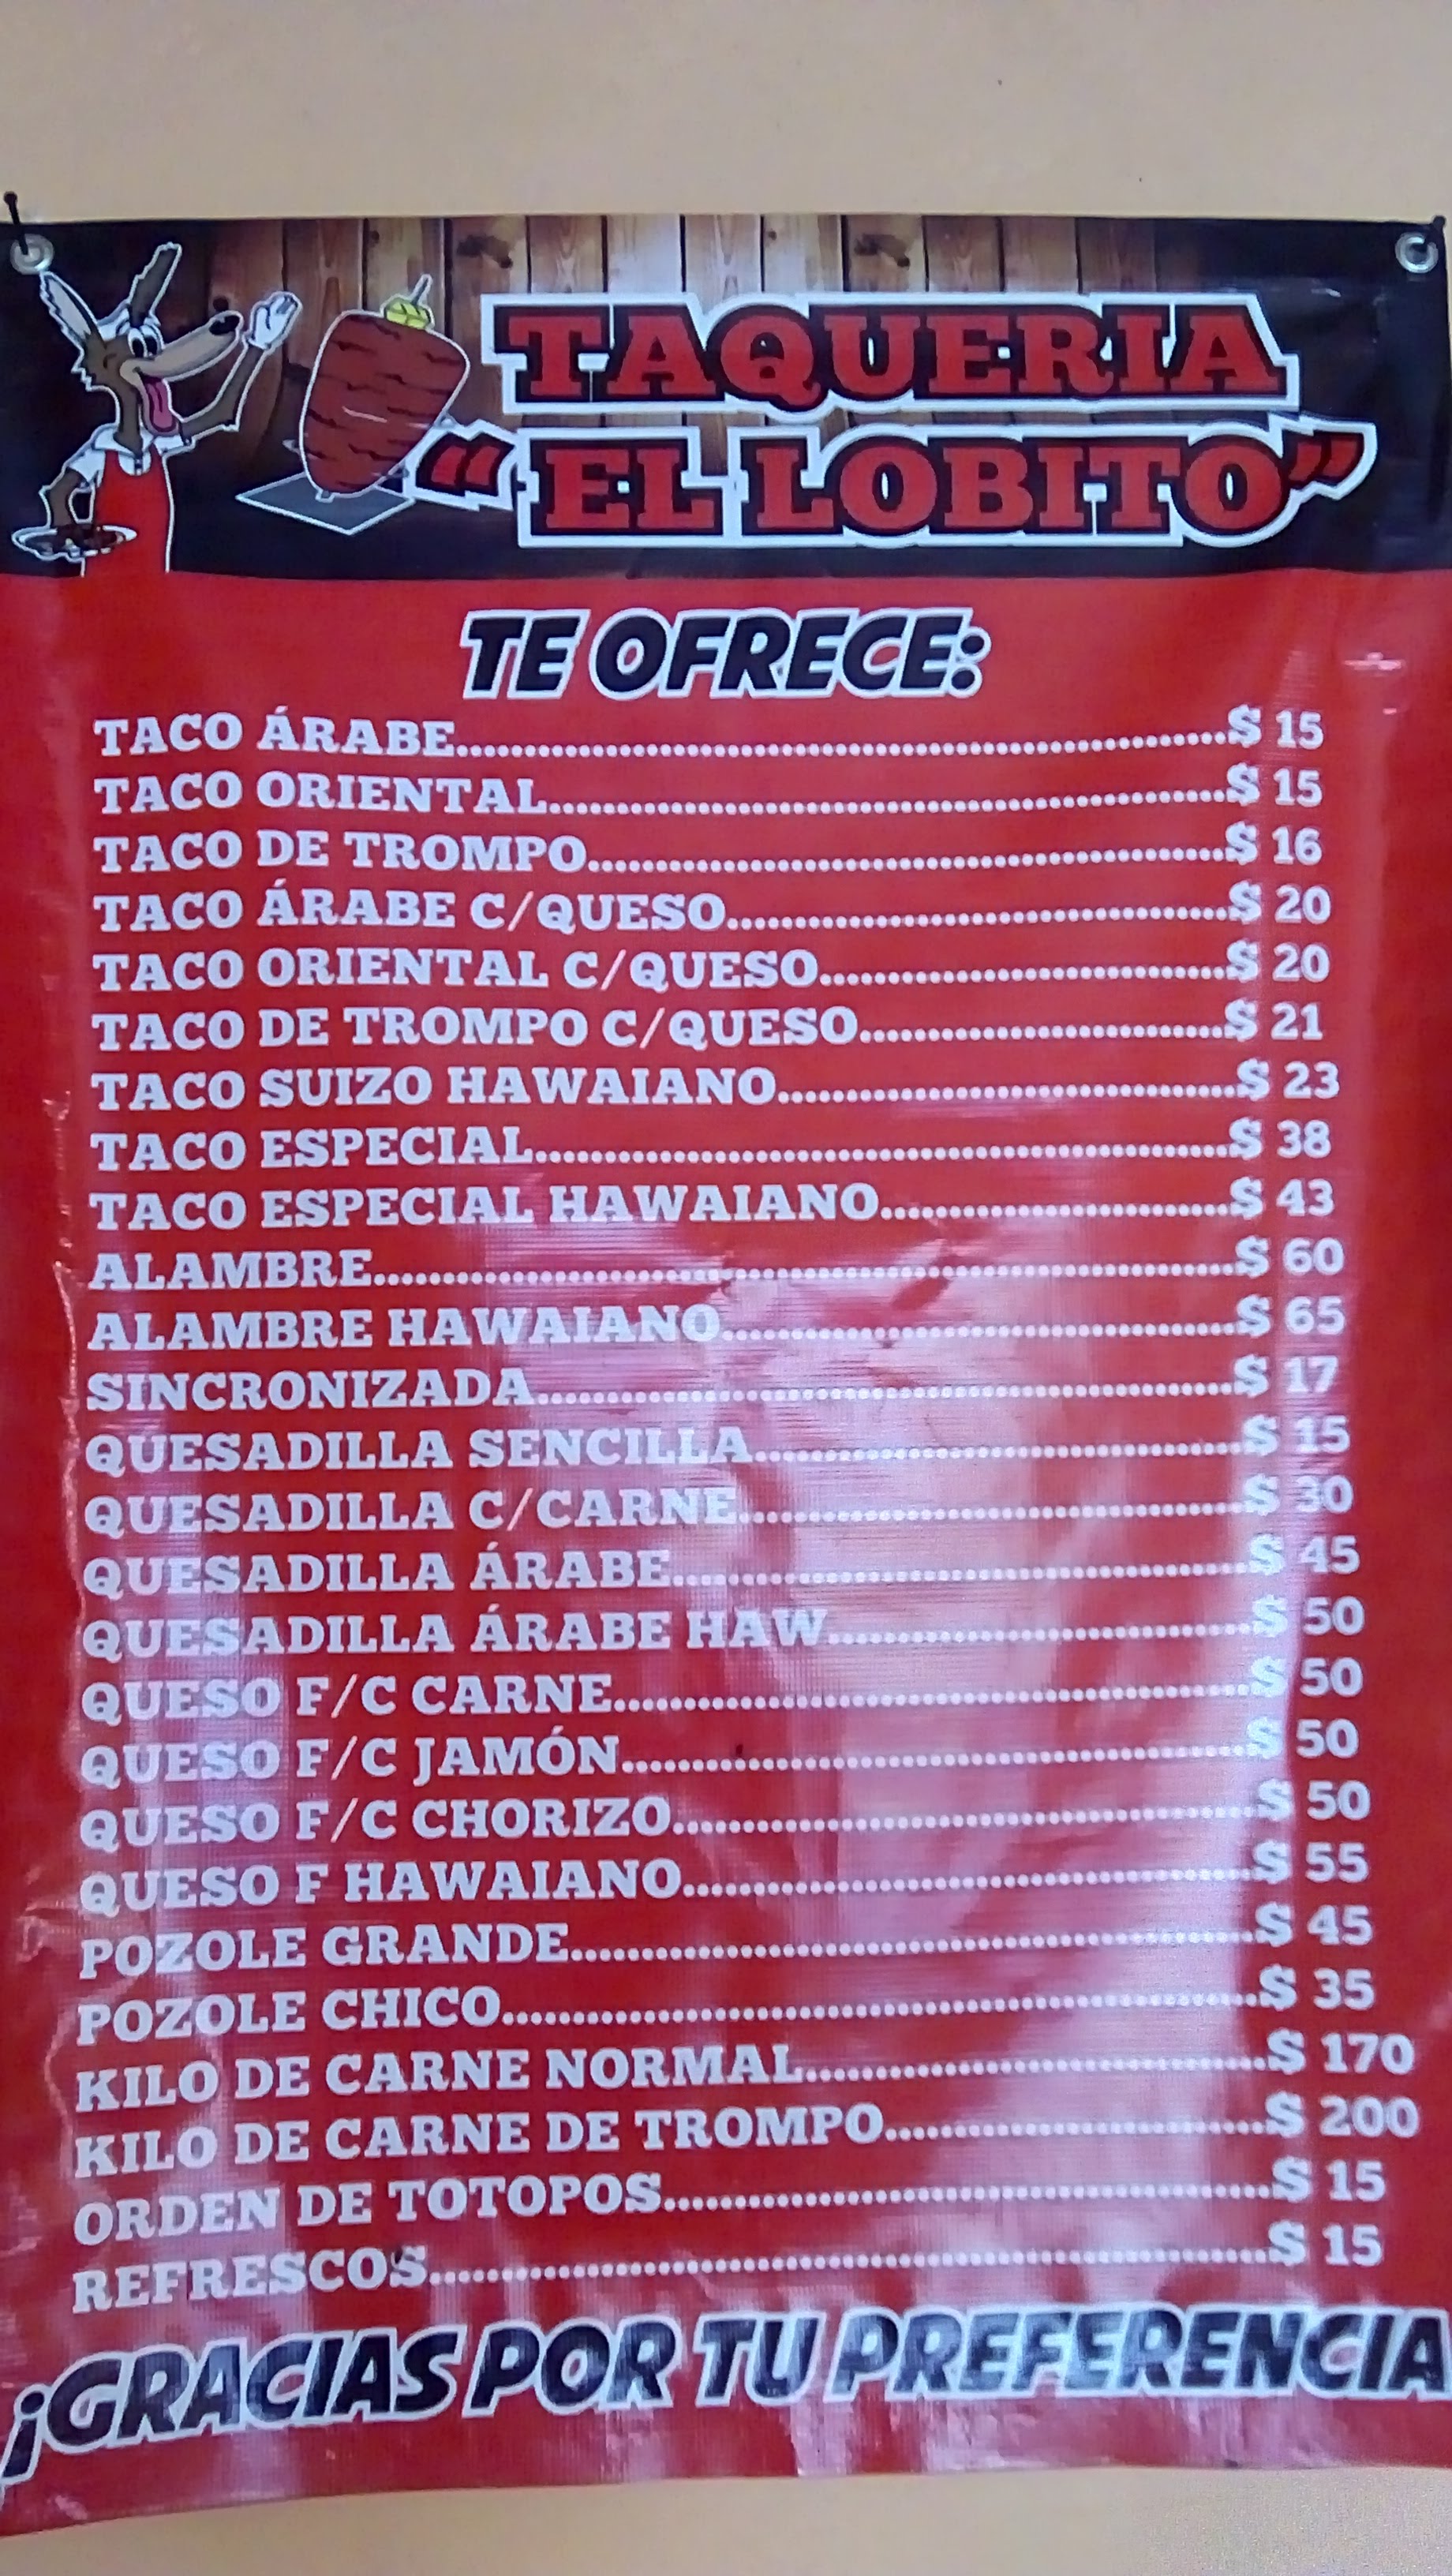 TAQUERIA
"EL LOBITO"
TE OFRECE:
TACO ÁRABE.....$ 15
TACO ORIENTAL.....$ 15
TACO DE TROMPO.....$ 16
TACO ÁRABE C/QUESO.....$ 20
TACO ORIENTAL C/QUESO.....$ 20
TACO DE TROMPO C/QUESO.....$ 21
TACO SUIZO HAWAIANO.....$ 23
TACO ESPECIAL.....$ 38
TACO ESPECIAL HAWAIANO.....$ 43
ALAMBRE.....$ 60
ALAMBRE HAWAIANO.....$ 65
SINCRONIZADA.....$ 17
QUESADILLA SENCILLA.....$ 15
QUESADILLA C/CARNE.....$ 30
QUESADILLA ÁRABE.....$ 45
QUESADILLA ÁRABE HAW.....$ 50
QUESO F/C CARNE.....$ 50
QUESO F/C JAMÓN.....$ 50
QUESO F/C CHORIZO.....$ 50
QUESO F HAWAIANO.....$ 55
POZOLE GRANDE.....$ 45
POZOLE CHICO.....$ 35
KILO DE CARNE NORMAL.....$ 170
KILO DE CARNE DE TROMPO.....$ 200
ORDEN DE TOTOPOS.....$ 15
REFRESCOS.....$ 15
¡GRACIAS POR TU PREFERENCIA